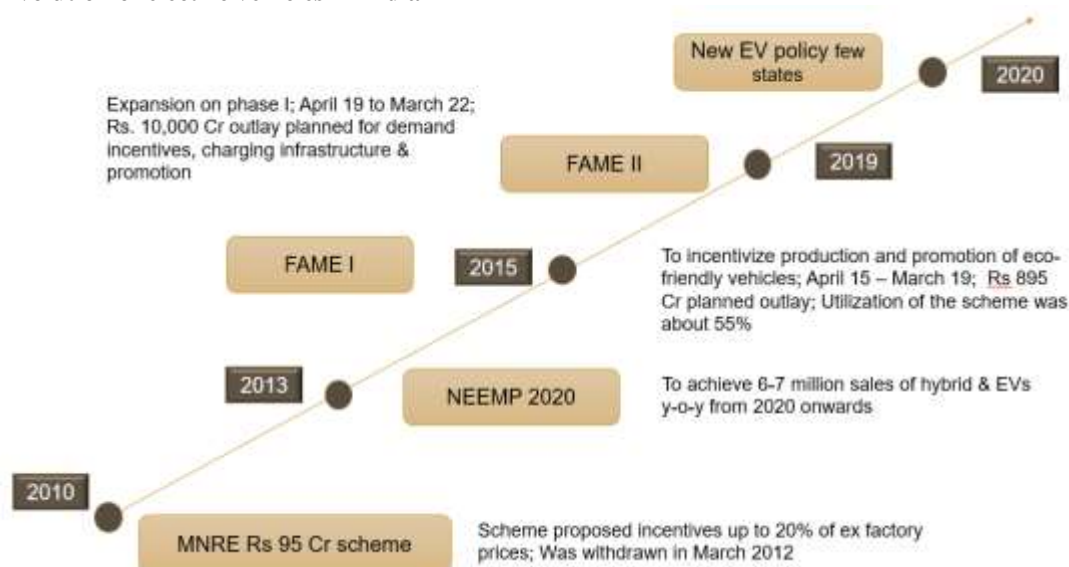 New EV policy few
states
2020
Expansion on phase I; April 19 to March 22;
Rs. 10,000 Cr outlay planned for demand
incentives, charging infrastructure &
promotion
FAME II
2019
FAME I
2015
To incentivize production and promotion of eco-
friendly vehicles; April 15 – March 19; Rs 895
Cr planned outlay; Utilization of the scheme was
about 55%
2013
NEEMP 2020
To achieve 6-7 million sales of hybrid & EVs
y-o-y from 2020 onwards
2010
MNRE Rs 95 Cr scheme
Scheme proposed incentives up to 20% of ex factory
prices; Was withdrawn in March 2012